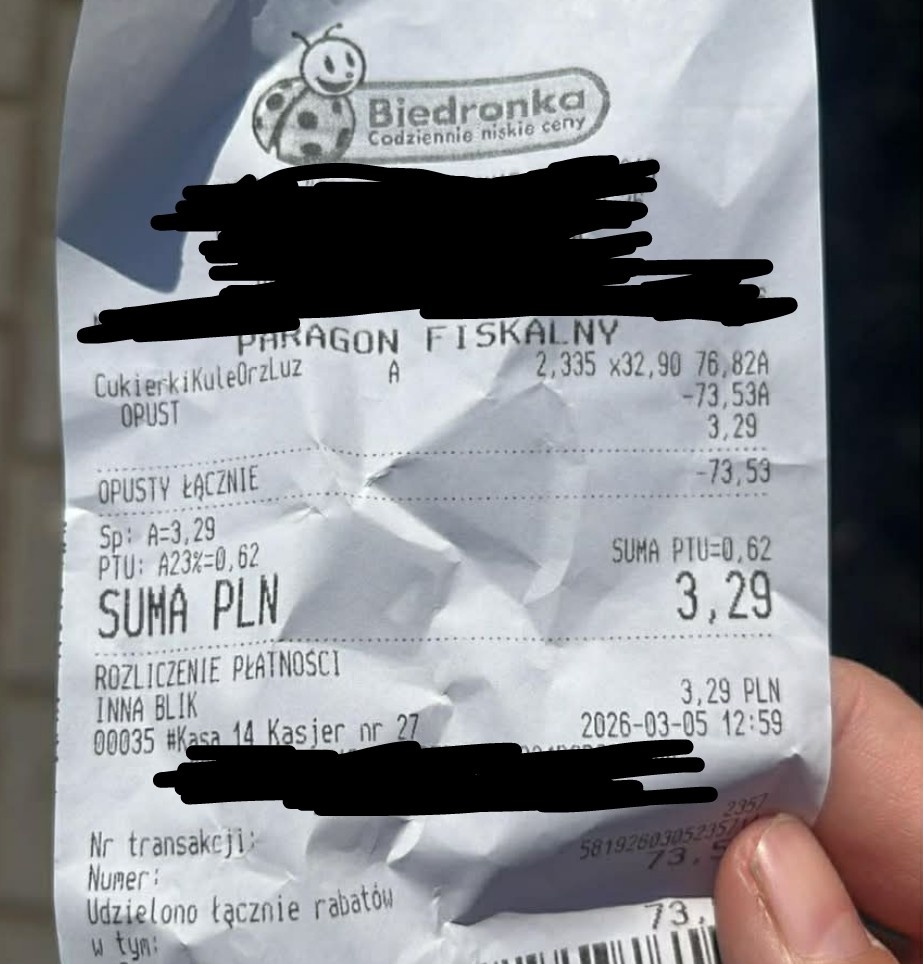 Biedronka
Codziennie niskie ceny
PARAGON FISKALNY
CukierkiKuleOrzLuz A 2,335 x32,90 76,82A
OPUST -73,53A
3,29
OPUSTY ŁĄCZNIE -73,53
Sp: A=3,29
PTU: A23%=0,62 SUMA PTU=0,62
SUMA PLN 3,29
ROZLICZENIE PŁATNOŚCI
INNA BLIK 3,29 PLN
00035 #Kasa 14 Kasjer nr 27 2026-03-05 12:59
Nr transakcji: 2357
Numer:
Udzielono łącznie rabatów
w tym: